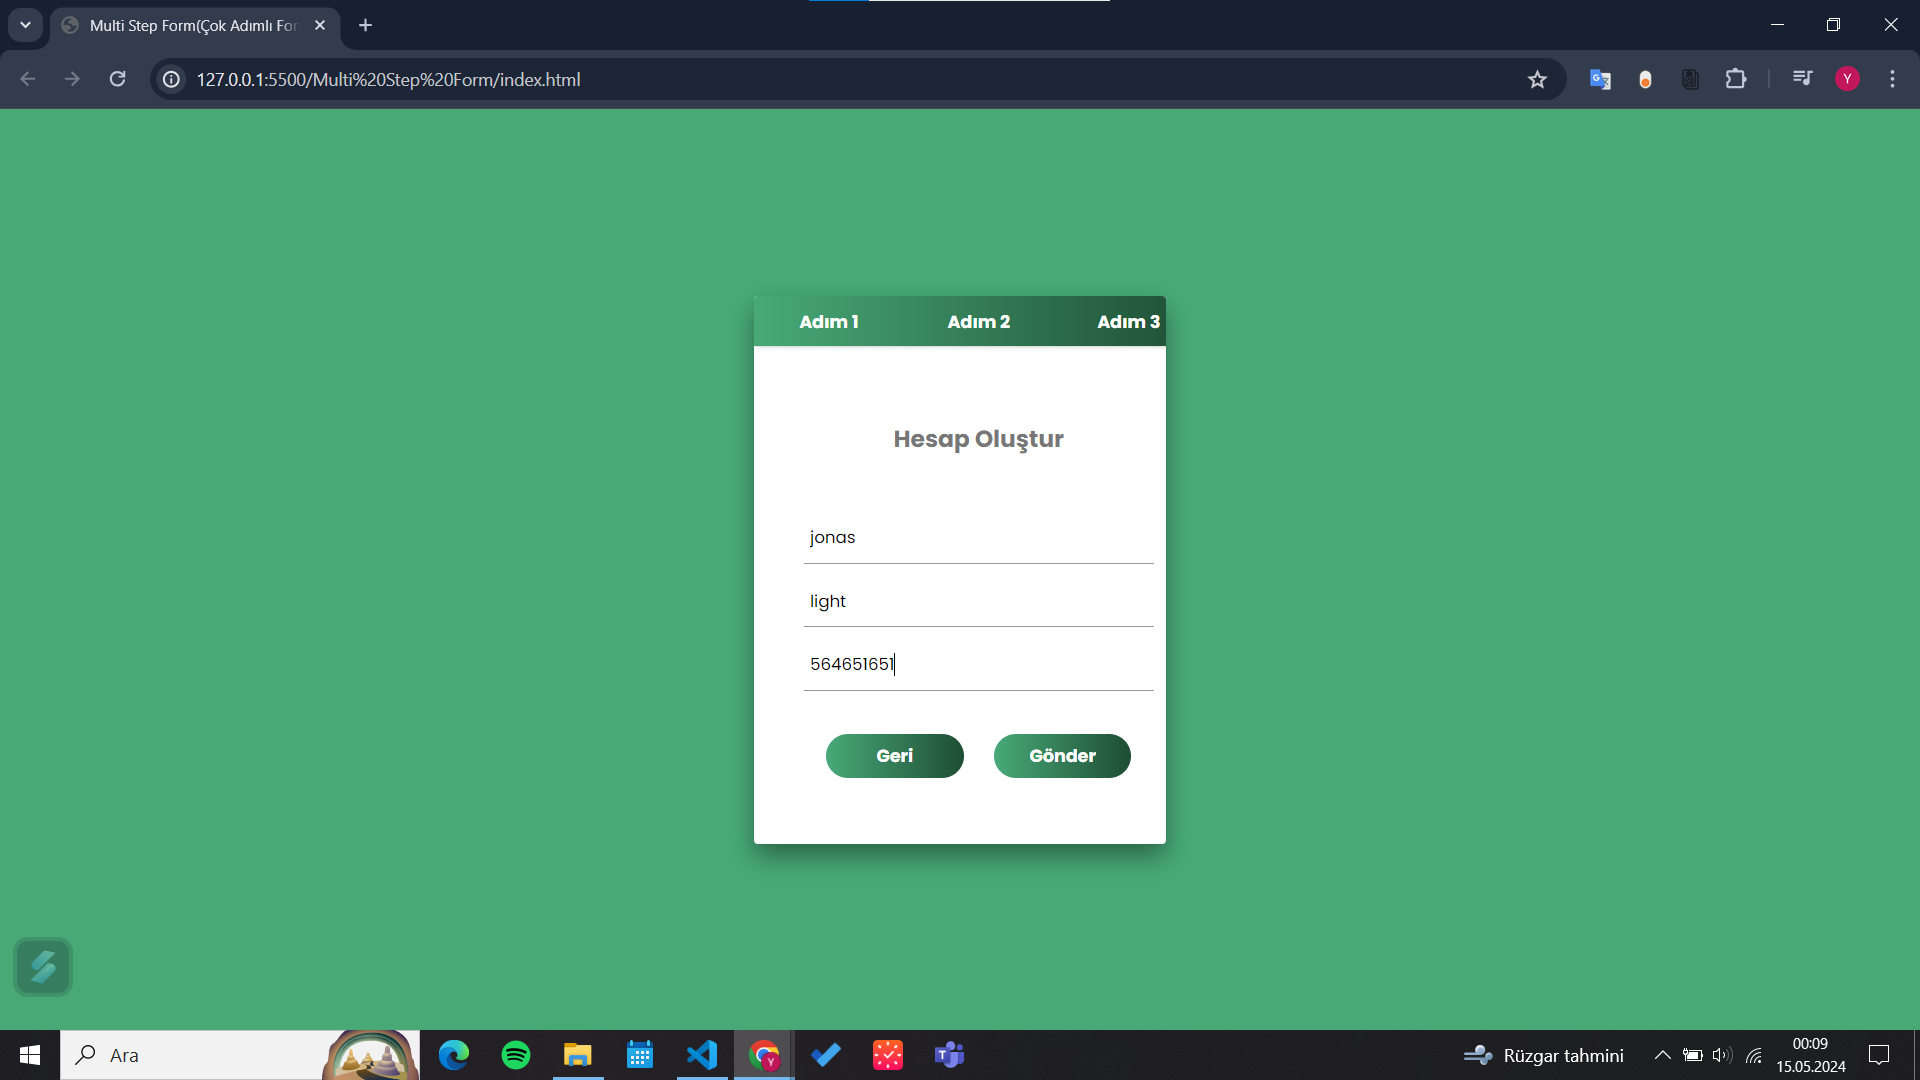 Multi Step Form(Çok Adımlı For
127.0.0.1:5500/Multi%20Step%20Form/index.html
Y
Adım 1 Adım 2 Adım 3
Hesap Oluştur
jonas
light
564651651
Geri Gönder
Ara
Rüzgar tahmini
00:09
15.05.2024